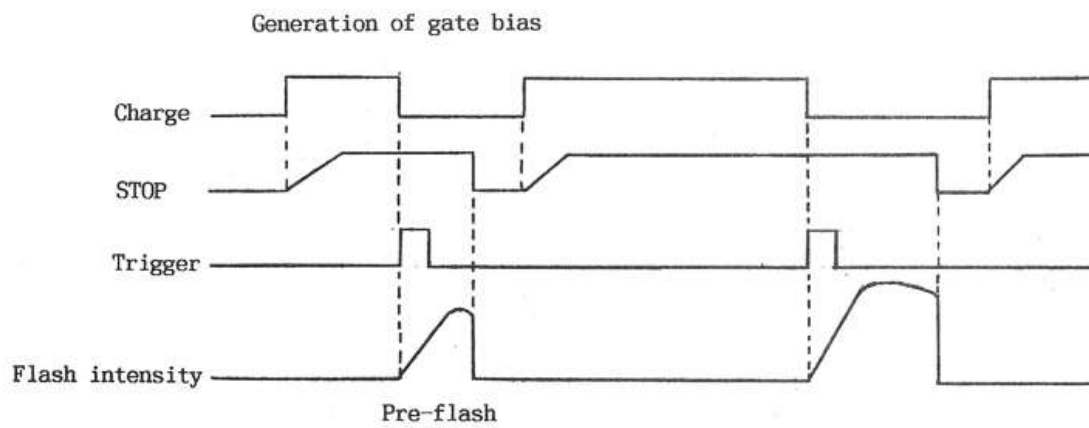 Generation of gate bias
Charge
STOP
Trigger
Flash intensity
Pre-flash